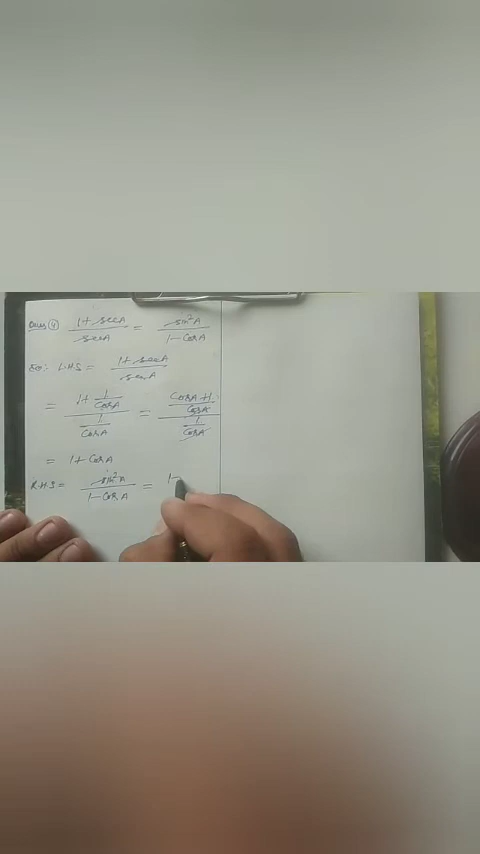 Ques ④ (1+secA)/secA = sin²A/(1-CosA)
Sol:- L.H.S = (1+secA)/secA
= (1+1/CosA)/(1/CosA) = ((CosA+1)/CosA)/(1/CosA)
= 1+CosA
R.H.S = sin²A/(1-CosA) = 1-